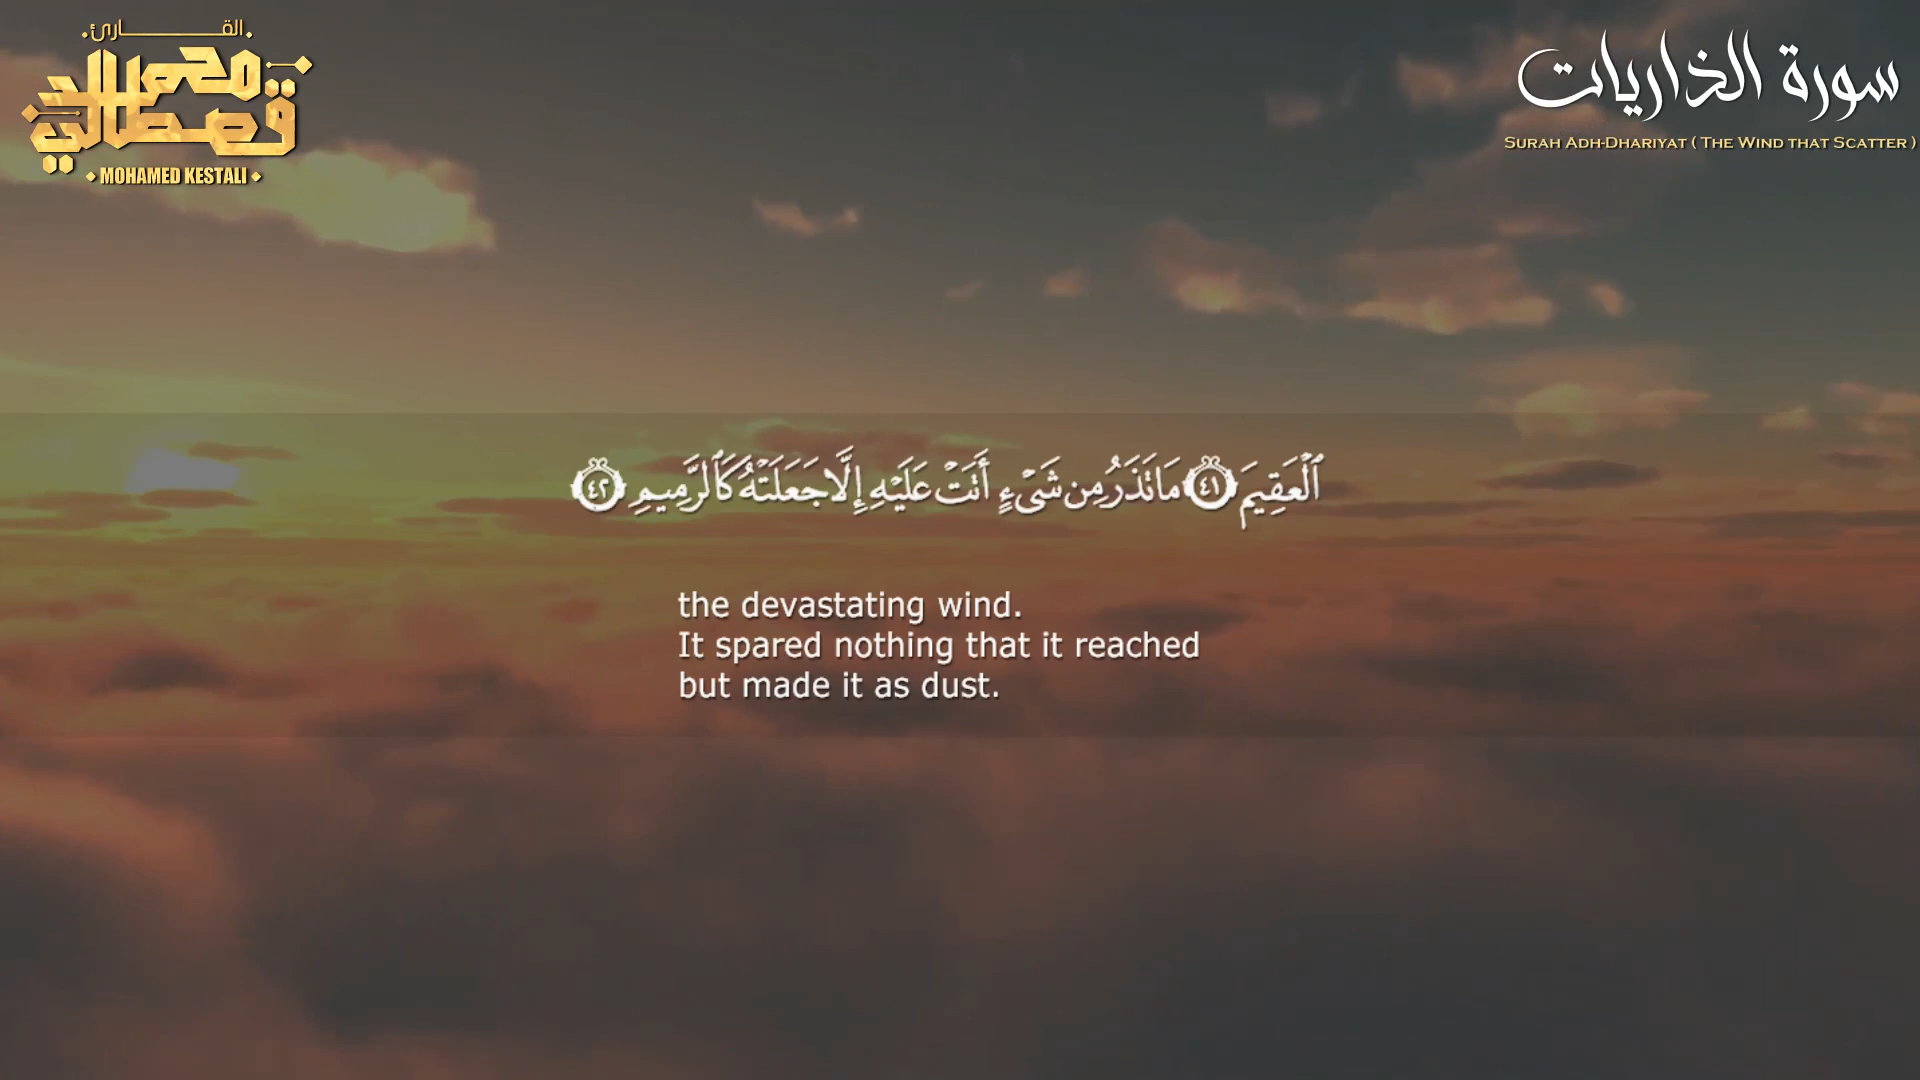 القارئ
محمد
قصطالي
MOHAMED KESTALI
سورة الذاريات
SURAH ADH-DHARIYAT ( THE WIND THAT SCATTER )
ٱلْعَقِيمَ ٤١ مَا تَذَرُ مِن شَىْءٍ أَتَتْ عَلَيْهِ إِلَّا جَعَلَتْهُ كَٱلرَّمِيمِ ٤٢
the devastating wind.
It spared nothing that it reached
but made it as dust.